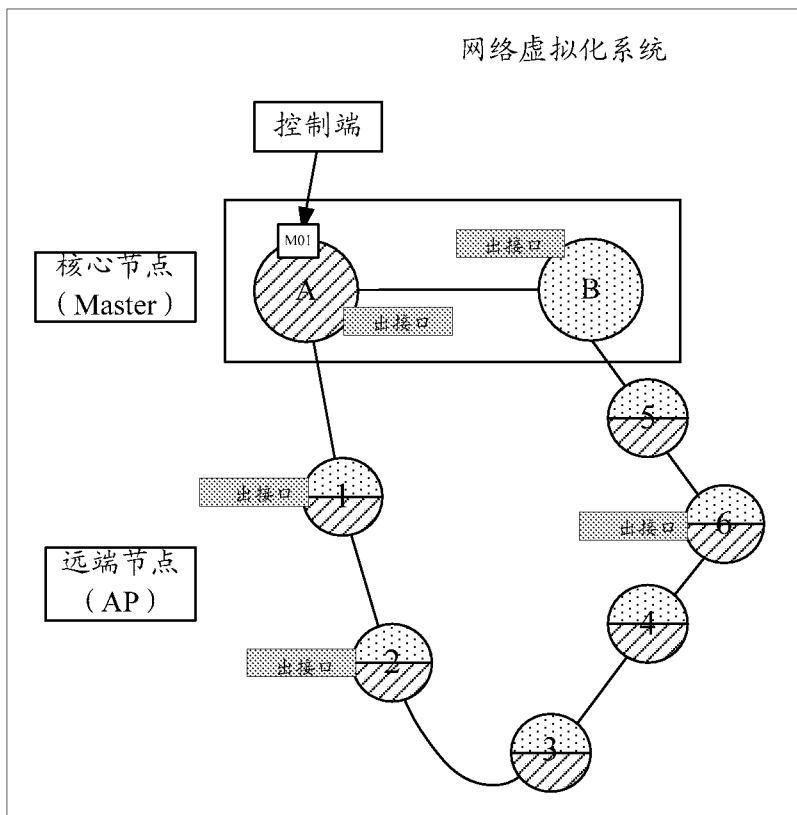 网络虚拟化系统
控制端
M01
出接口
核心节点
（Master）
A
B
出接口
5
出接口
1
6
出接口
远端节点
（AP）
4
出接口
2
3